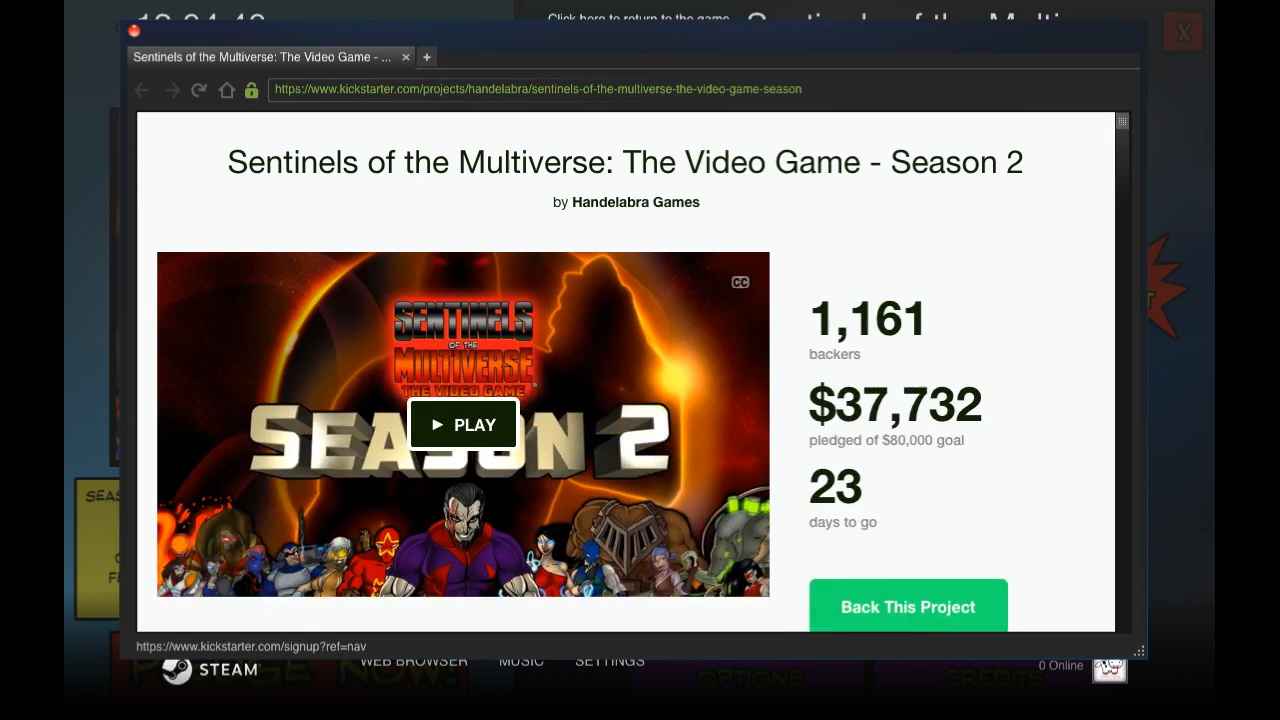 Click here to return to the game
Sentinels of the Multiverse: The Video Game - ...
https://www.kickstarter.com/projects/handelabra/sentinels-of-the-multiverse-the-video-game-season
X
Sentinels of the Multiverse: The Video Game - Season 2
by Handelabra Games
CC
SENTINELS
OF THE
MULTIVERSE
THE VIDEO GAME
SEASON 2
PLAY
1,161
backers
$37,732
pledged of $80,000 goal
23
days to go
Back This Project
https://www.kickstarter.com/signup?ref=nav
STEAM
WEB BROWSER
MUSIC
SETTINGS
0 Online
OPTIONS
CREDITS